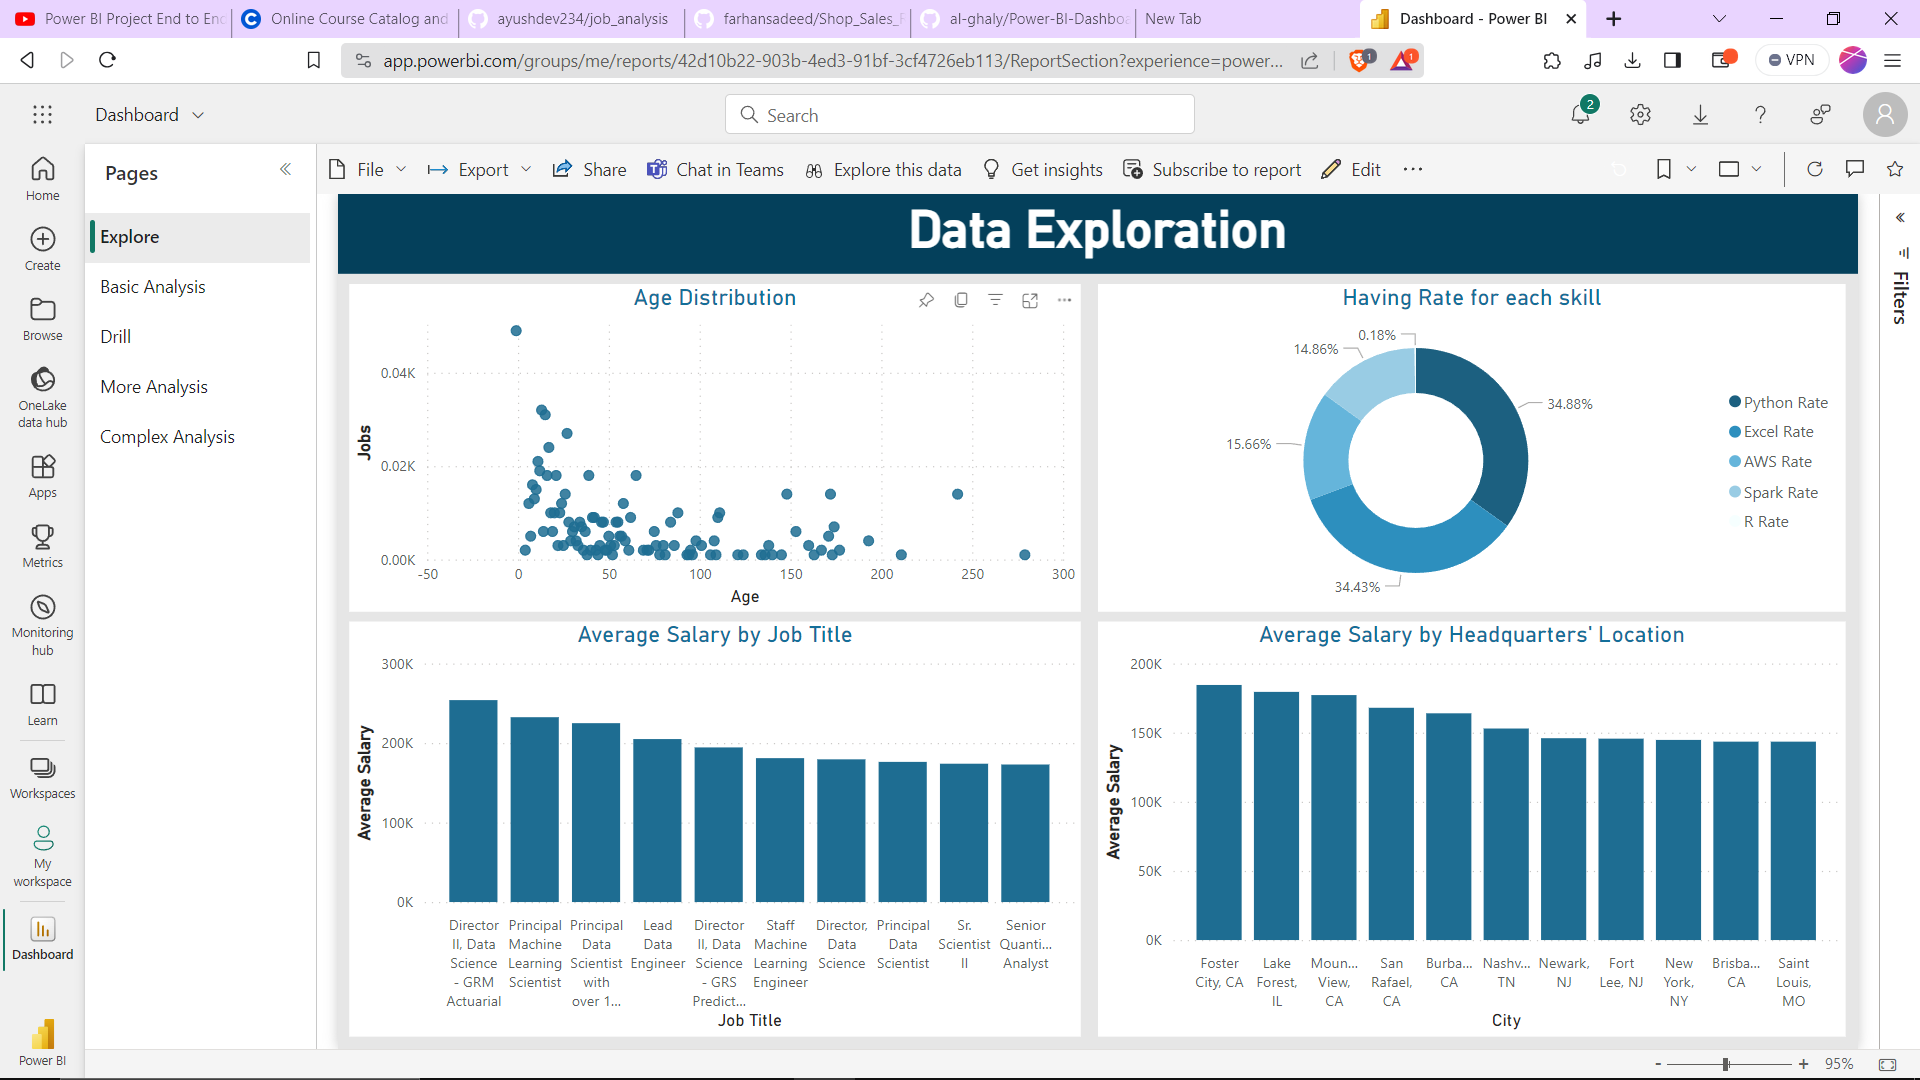 Power BI Project End to End
Online Course Catalog and
ayushdev234/job_analysis
farhansadeed/Shop_Sales_
al-ghaly/Power-BI-Dashboa
New Tab
Dashboard - Power BI
app.powerbi.com/groups/me/reports/42d10b22-903b-4ed3-91bf-3cf4726eb113/ReportSection?experience=power...
1
1
VPN
Dashboard
Search
2
Home
Create
Browse
OneLake
data hub
Apps
Metrics
Monitoring
hub
Learn
Workspaces
My
workspace
Dashboard
Power BI
Pages
Explore
Basic Analysis
Drill
More Analysis
Complex Analysis
File
Export
Share
Chat in Teams
Explore this data
Get insights
Subscribe to report
Edit
Filters
Data Exploration
Age Distribution
Jobs
0.04K
0.02K
0.00K
-50 0 50 100 150 200 250 300
Age
Having Rate for each skill
0.18%
14.86%
34.88%
15.66%
34.43%
Python Rate
Excel Rate
AWS Rate
Spark Rate
R Rate
Average Salary by Job Title
Average Salary
300K
200K
100K
0K
Director II, Data Science - GRM Actuarial
Principal Machine Learning Scientist
Principal Data Scientist with over 1...
Lead Data Engineer
Director II, Data Science - GRS Predict...
Staff Machine Learning Engineer
Director, Data Science
Principal Data Scientist
Sr. Scientist II
Senior Quanti... Analyst
Job Title
Average Salary by Headquarters' Location
Average Salary
200K
150K
100K
50K
0K
Foster City, CA
Lake Forest, IL
Moun... View, CA
San Rafael, CA
Burba... CA
Nashv... TN
Newark, NJ
Fort Lee, NJ
New York, NY
Brisba... CA
Saint Louis, MO
City
- + 95%